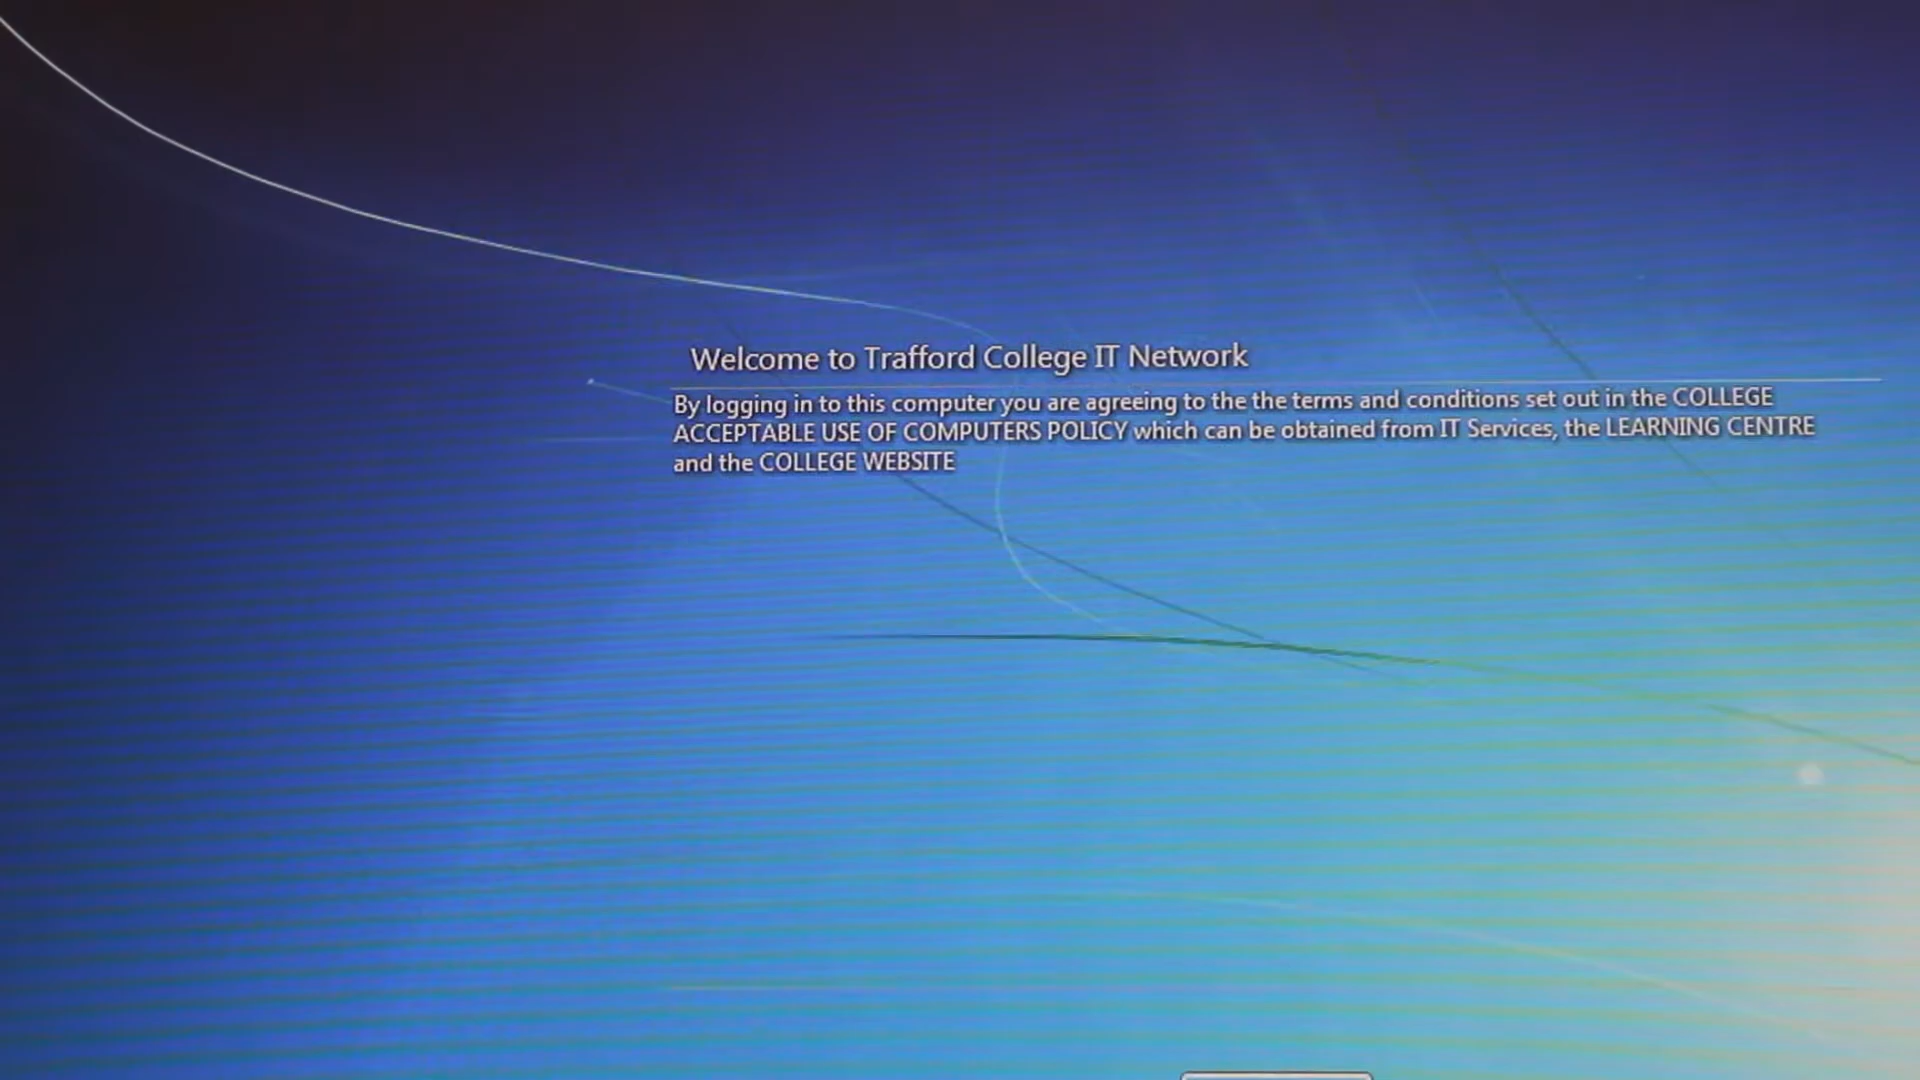 Welcome to Trafford College IT Network
By logging in to this computer you are agreeing to the the terms and conditions set out in the COLLEGE
ACCEPTABLE USE OF COMPUTERS POLICY which can be obtained from IT Services, the LEARNING CENTRE
and the COLLEGE WEBSITE